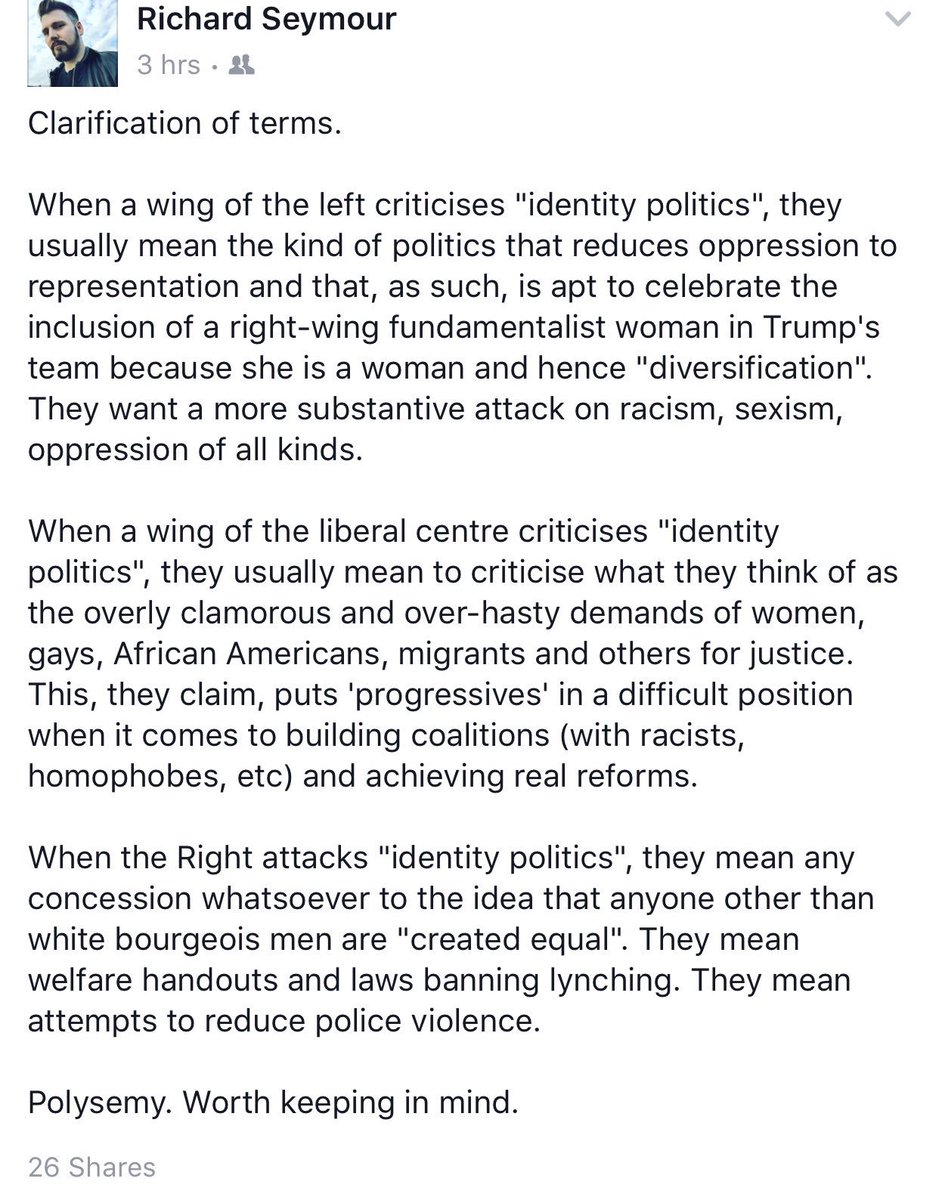 Richard Seymour
3 hrs ·
Clarification of terms.
When a wing of the left criticises "identity politics", they
usually mean the kind of politics that reduces oppression to
representation and that, as such, is apt to celebrate the
inclusion of a right-wing fundamentalist woman in Trump's
team because she is a woman and hence "diversification".
They want a more substantive attack on racism, sexism,
oppression of all kinds.
When a wing of the liberal centre criticises "identity
politics", they usually mean to criticise what they think of as
the overly clamorous and over-hasty demands of women,
gays, African Americans, migrants and others for justice.
This, they claim, puts 'progressives' in a difficult position
when it comes to building coalitions (with racists,
homophobes, etc) and achieving real reforms.
When the Right attacks "identity politics", they mean any
concession whatsoever to the idea that anyone other than
white bourgeois men are "created equal". They mean
welfare handouts and laws banning lynching. They mean
attempts to reduce police violence.
Polysemy. Worth keeping in mind.
26 Shares